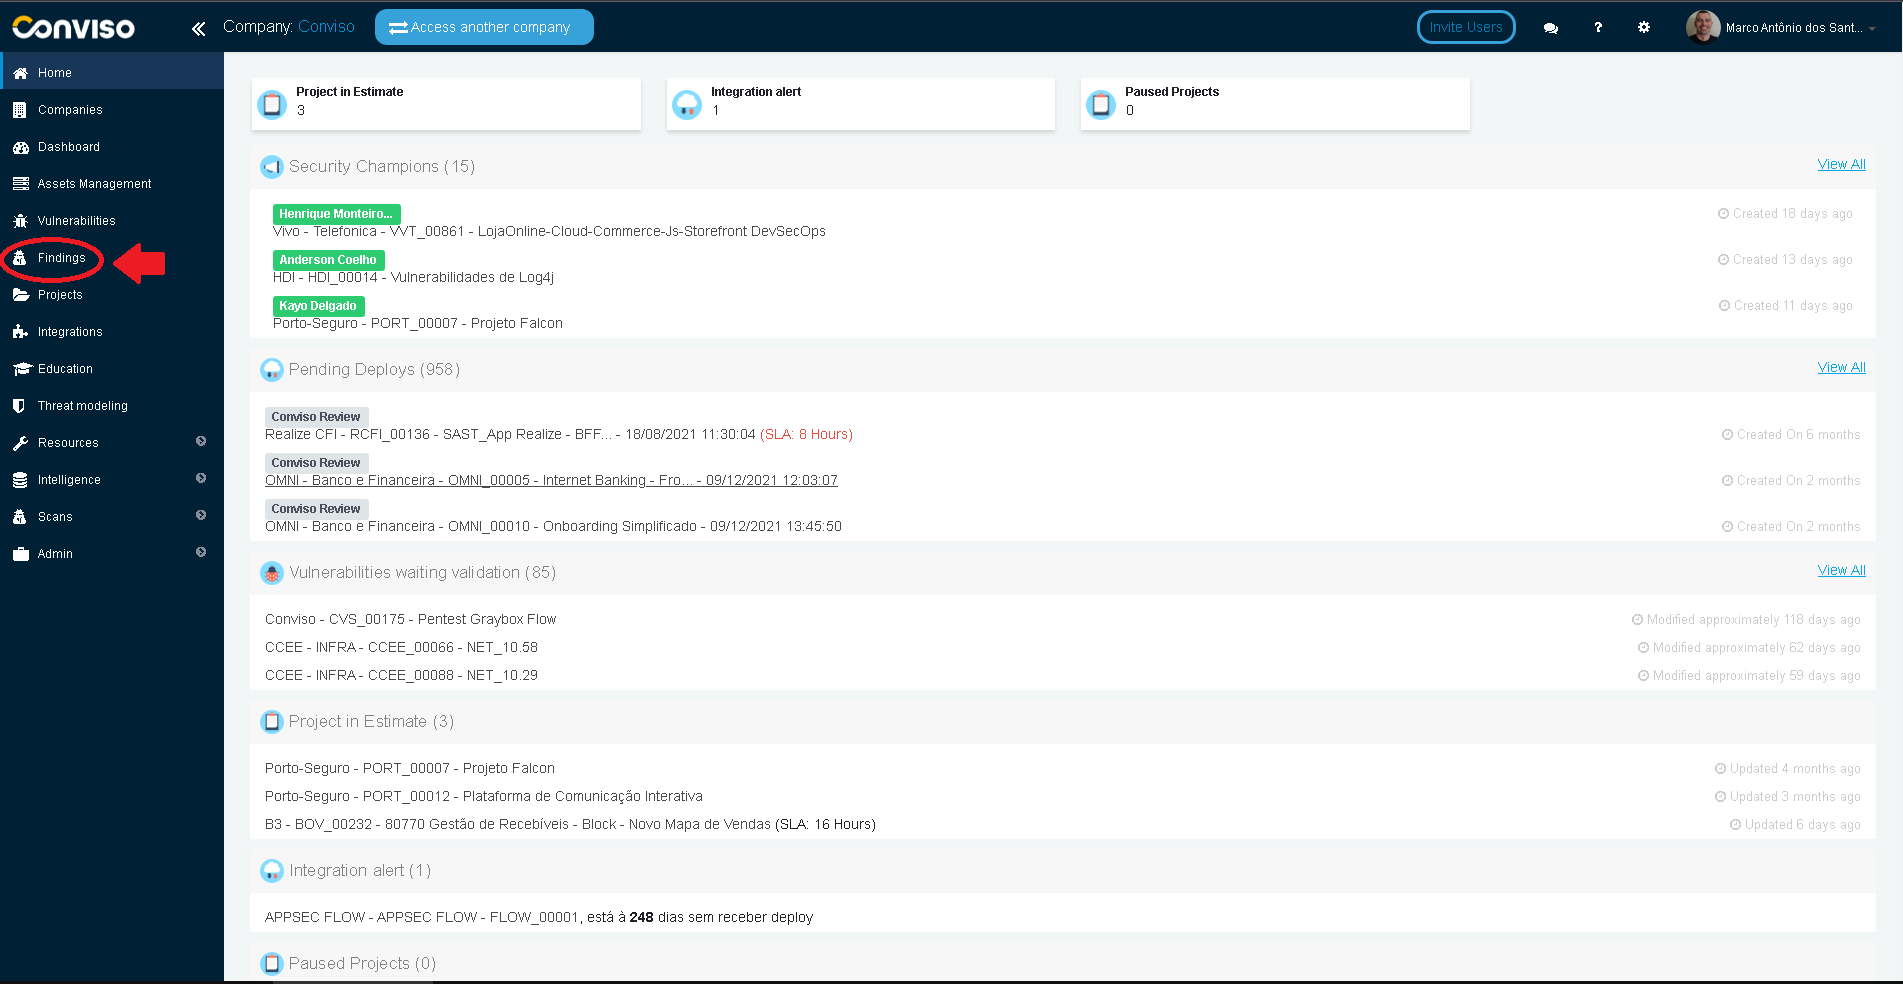 Conviso
Company: Conviso
Access another company
Invite Users
?
Marco Antônio dos Sant...
Home
Companies
Dashboard
Assets Management
Vulnerabilities
Findings
Projects
Integrations
Education
Threat modeling
Resources
Intelligence
Scans
Admin
Project in Estimate
3
Integration alert
1
Paused Projects
0
Security Champions (15)
View All
Henrique Monteiro...
Vivo - Telefonica - VVT_00861 - LojaOnline-Cloud-Commerce-Js-Storefront DevSecOps
Created 18 days ago
Anderson Coelho
HDI - HDI_00014 - Vulnerabilidades de Log4j
Created 13 days ago
Kayo Delgado
Porto-Seguro - PORT_00007 - Projeto Falcon
Created 11 days ago
Pending Deploys (958)
View All
Conviso Review
Realize CFI - RCFI_00136 - SAST_App Realize - BFF... - 18/08/2021 11:30:04 (SLA: 8 Hours)
Created On 6 months
Conviso Review
OMNI - Banco e Financeira - OMNI_00005 - Internet Banking - Fro... - 09/12/2021 12:03:07
Created On 2 months
Conviso Review
OMNI - Banco e Financeira - OMNI_00010 - Onboarding Simplificado - 09/12/2021 13:45:50
Created On 2 months
Vulnerabilities waiting validation (85)
View All
Conviso - CVS_00175 - Pentest Graybox Flow
Modified approximately 118 days ago
CCEE - INFRA - CCEE_00066 - NET_10.58
Modified approximately 62 days ago
CCEE - INFRA - CCEE_00088 - NET_10.29
Modified approximately 59 days ago
Project in Estimate (3)
Porto-Seguro - PORT_00007 - Projeto Falcon
Updated 4 months ago
Porto-Seguro - PORT_00012 - Plataforma de Comunicação Interativa
Updated 3 months ago
B3 - BOV_00232 - 80770 Gestão de Recebíveis - Block - Novo Mapa de Vendas (SLA: 16 Hours)
Updated 6 days ago
Integration alert (1)
APPSEC FLOW - APPSEC FLOW - FLOW_00001, está à 248 dias sem receber deploy
Paused Projects (0)